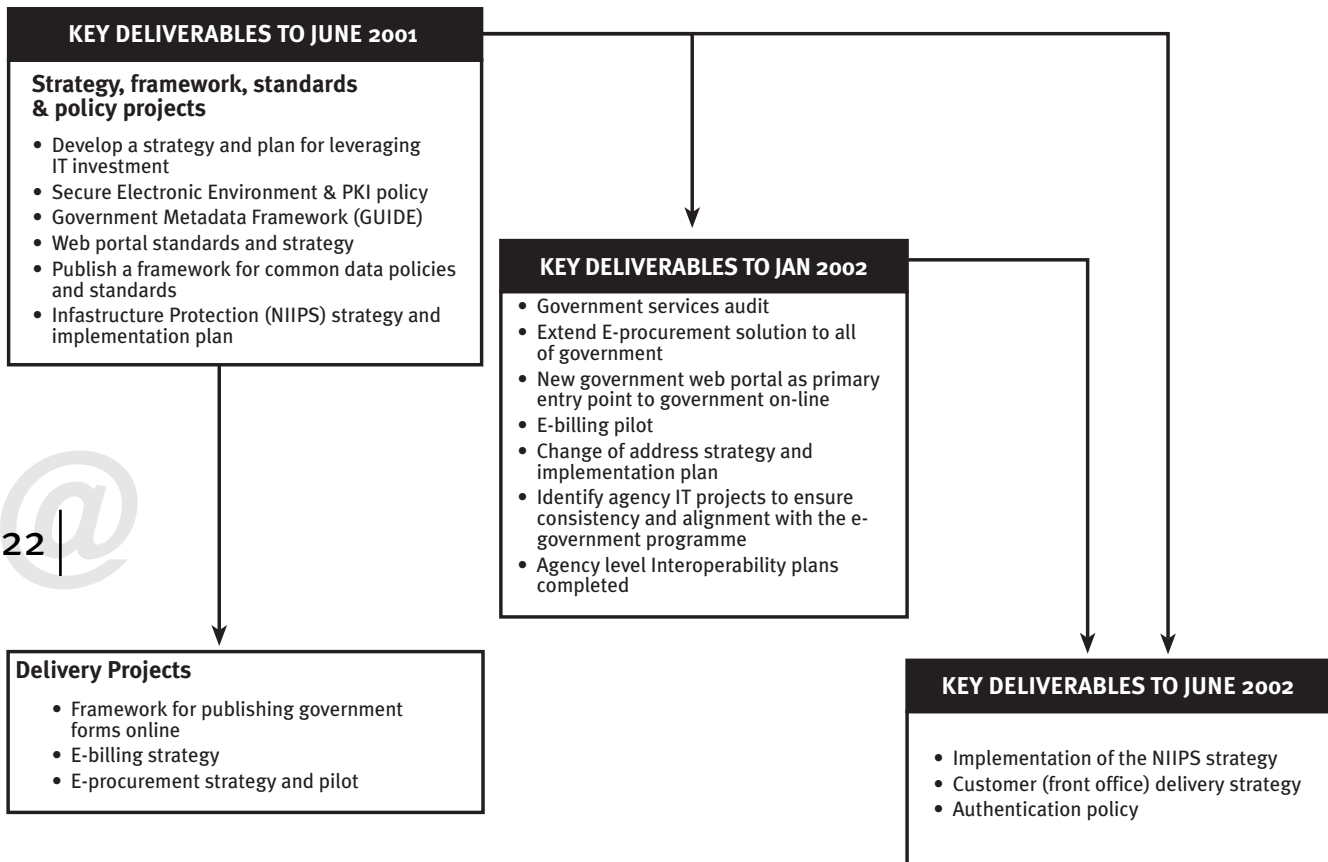 KEY DELIVERABLES TO JUNE 2001
Strategy, framework, standards
& policy projects
• Develop a strategy and plan for leveraging
IT investment
• Secure Electronic Environment & PKI policy
• Government Metadata Framework (GUIDE)
• Web portal standards and strategy
• Publish a framework for common data policies
and standards
• Infastructure Protection (NIIPS) strategy and
implementation plan
KEY DELIVERABLES TO JAN 2002
• Government services audit
• Extend E-procurement solution to all
of government
• New government web portal as primary
entry point to government on-line
• E-billing pilot
• Change of address strategy and
implementation plan
• Identify agency IT projects to ensure
consistency and alignment with the e-
government programme
• Agency level Interoperability plans
completed
@
22
Delivery Projects
• Framework for publishing government
forms online
• E-billing strategy
• E-procurement strategy and pilot
KEY DELIVERABLES TO JUNE 2002
• Implementation of the NIIPS strategy
• Customer (front office) delivery strategy
• Authentication policy